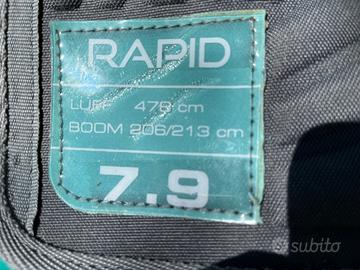 RAPID
LUFF 478 cm
BOOM 206/213 cm
7.9
subito